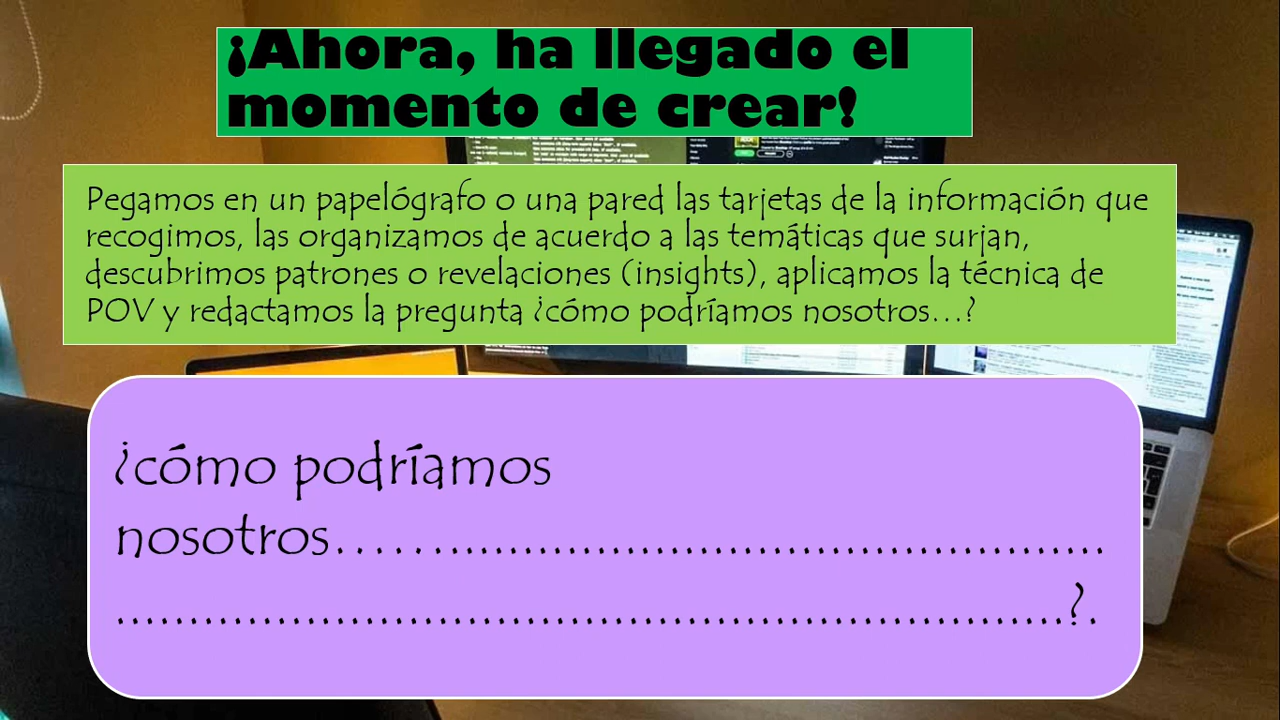 ¡Ahora, ha llegado el
momento de crear!
Pegamos en un papelógrafo o una pared las tarjetas de la información que
recogimos, las organizamos de acuerdo a las temáticas que surjan,
descubrimos patrones o revelaciones (insights), aplicamos la técnica de
POV y redactamos la pregunta ¿cómo podríamos nosotros…?
¿cómo podríamos
nosotros……..............................................
.................................................................?.